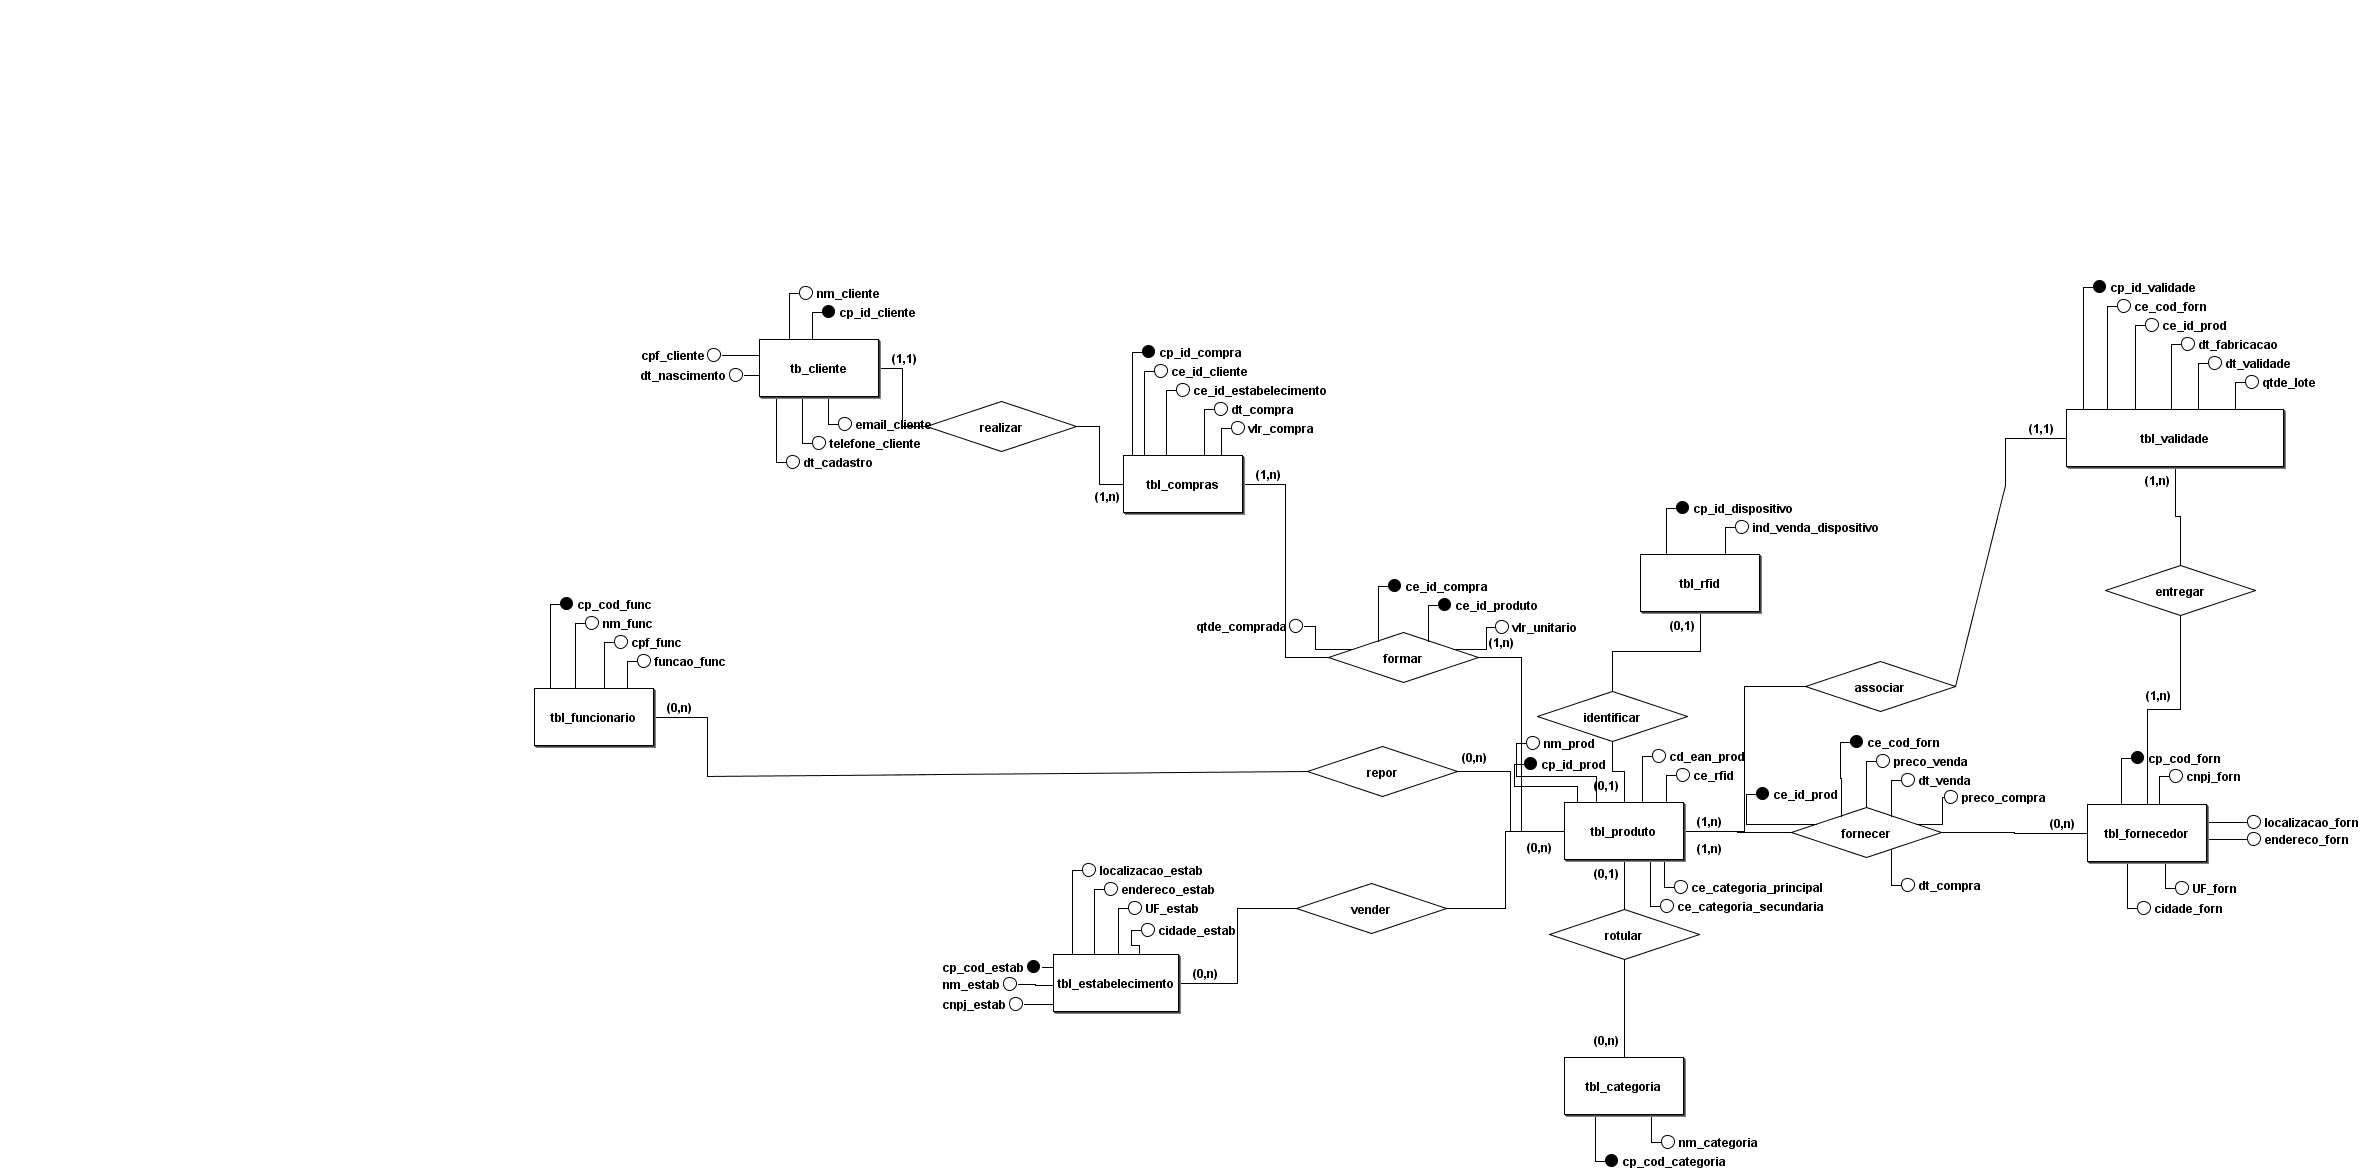 nm_cliente
cp_id_cliente
cpf_cliente
dt_nascimento
tb_cliente
(1,1)
email_cliente
telefone_cliente
dt_cadastro
realizar
cp_id_compra
ce_id_cliente
ce_id_estabelecimento
dt_compra
vlr_compra
tbl_compras
(1,n)
(1,n)
cp_id_validade
ce_cod_forn
ce_id_prod
dt_fabricacao
dt_validade
qtde_lote
tbl_validade
(1,1)
(1,n)
entregar
(1,n)
cp_id_dispositivo
ind_venda_dispositivo
tbl_rfid
(0,1)
identificar
(0,1)
ce_id_compra
ce_id_produto
qtde_comprada
vlr_unitario
(1,n)
formar
associar
cp_cod_func
nm_func
cpf_func
funcao_func
tbl_funcionario
(0,n)
repor
(0,n)
nm_prod
cp_id_prod
cd_ean_prod
ce_rfid
tbl_produto
(1,n)
(1,n)
(0,n)
(0,1)
ce_categoria_principal
ce_categoria_secundaria
ce_cod_forn
preco_venda
dt_venda
preco_compra
ce_id_prod
fornecer
dt_compra
(0,n)
cp_cod_forn
cnpj_forn
tbl_fornecedor
localizacao_forn
endereco_forn
UF_forn
cidade_forn
localizacao_estab
endereco_estab
UF_estab
cidade_estab
cp_cod_estab
nm_estab
cnpj_estab
tbl_estabelecimento
(0,n)
vender
rotular
(0,n)
tbl_categoria
nm_categoria
cp_cod_categoria